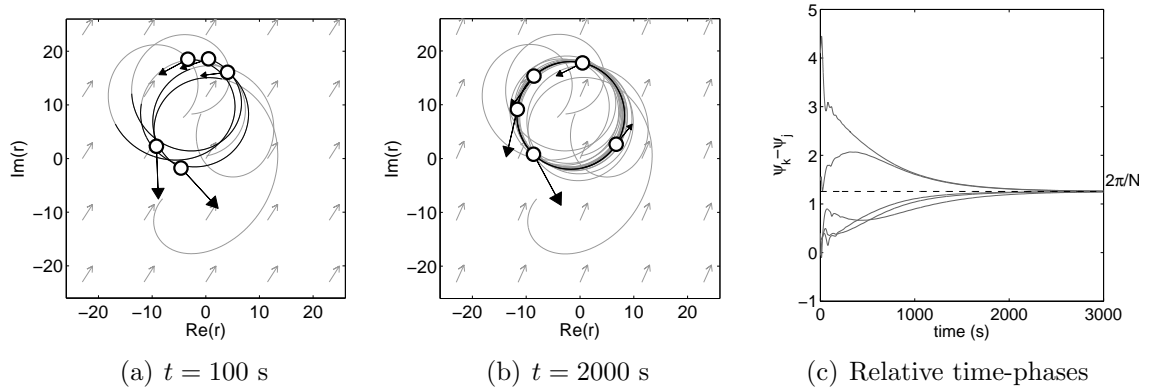 20
10
0
−10
−20
Im(r)
−20 −10 0 10 20
Re(r)
(a) t = 100 s
20
10
0
−10
−20
Im(r)
−20 −10 0 10 20
Re(r)
(b) t = 2000 s
5
4
3
2
1
0
−1
ψk−ψj
2π/N
0 1000 2000 3000
time (s)
(c) Relative time-phases